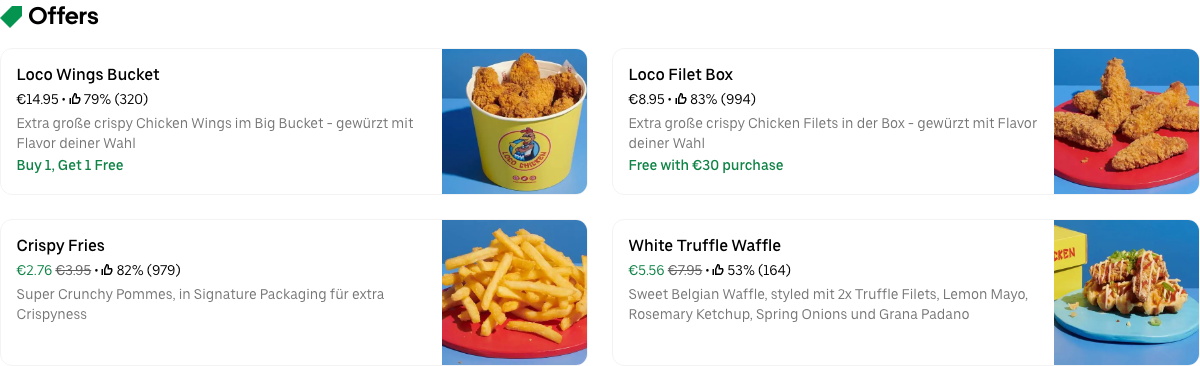 Offers
Loco Wings Bucket
€14.95 • 79% (320)
Extra große crispy Chicken Wings im Big Bucket - gewürzt mit
Flavor deiner Wahl
Buy 1, Get 1 Free
LOCO CHICKEN
Loco Filet Box
€8.95 • 83% (994)
Extra große crispy Chicken Filets in der Box - gewürzt mit Flavor
deiner Wahl
Free with €30 purchase
Crispy Fries
€2.76 €3.95 • 82% (979)
Super Crunchy Pommes, in Signature Packaging für extra
Crispyness
White Truffle Waffle
€5.56 €7.95 • 53% (164)
Sweet Belgian Waffle, styled mit 2x Truffle Filets, Lemon Mayo,
Rosemary Ketchup, Spring Onions und Grana Padano
CKEN